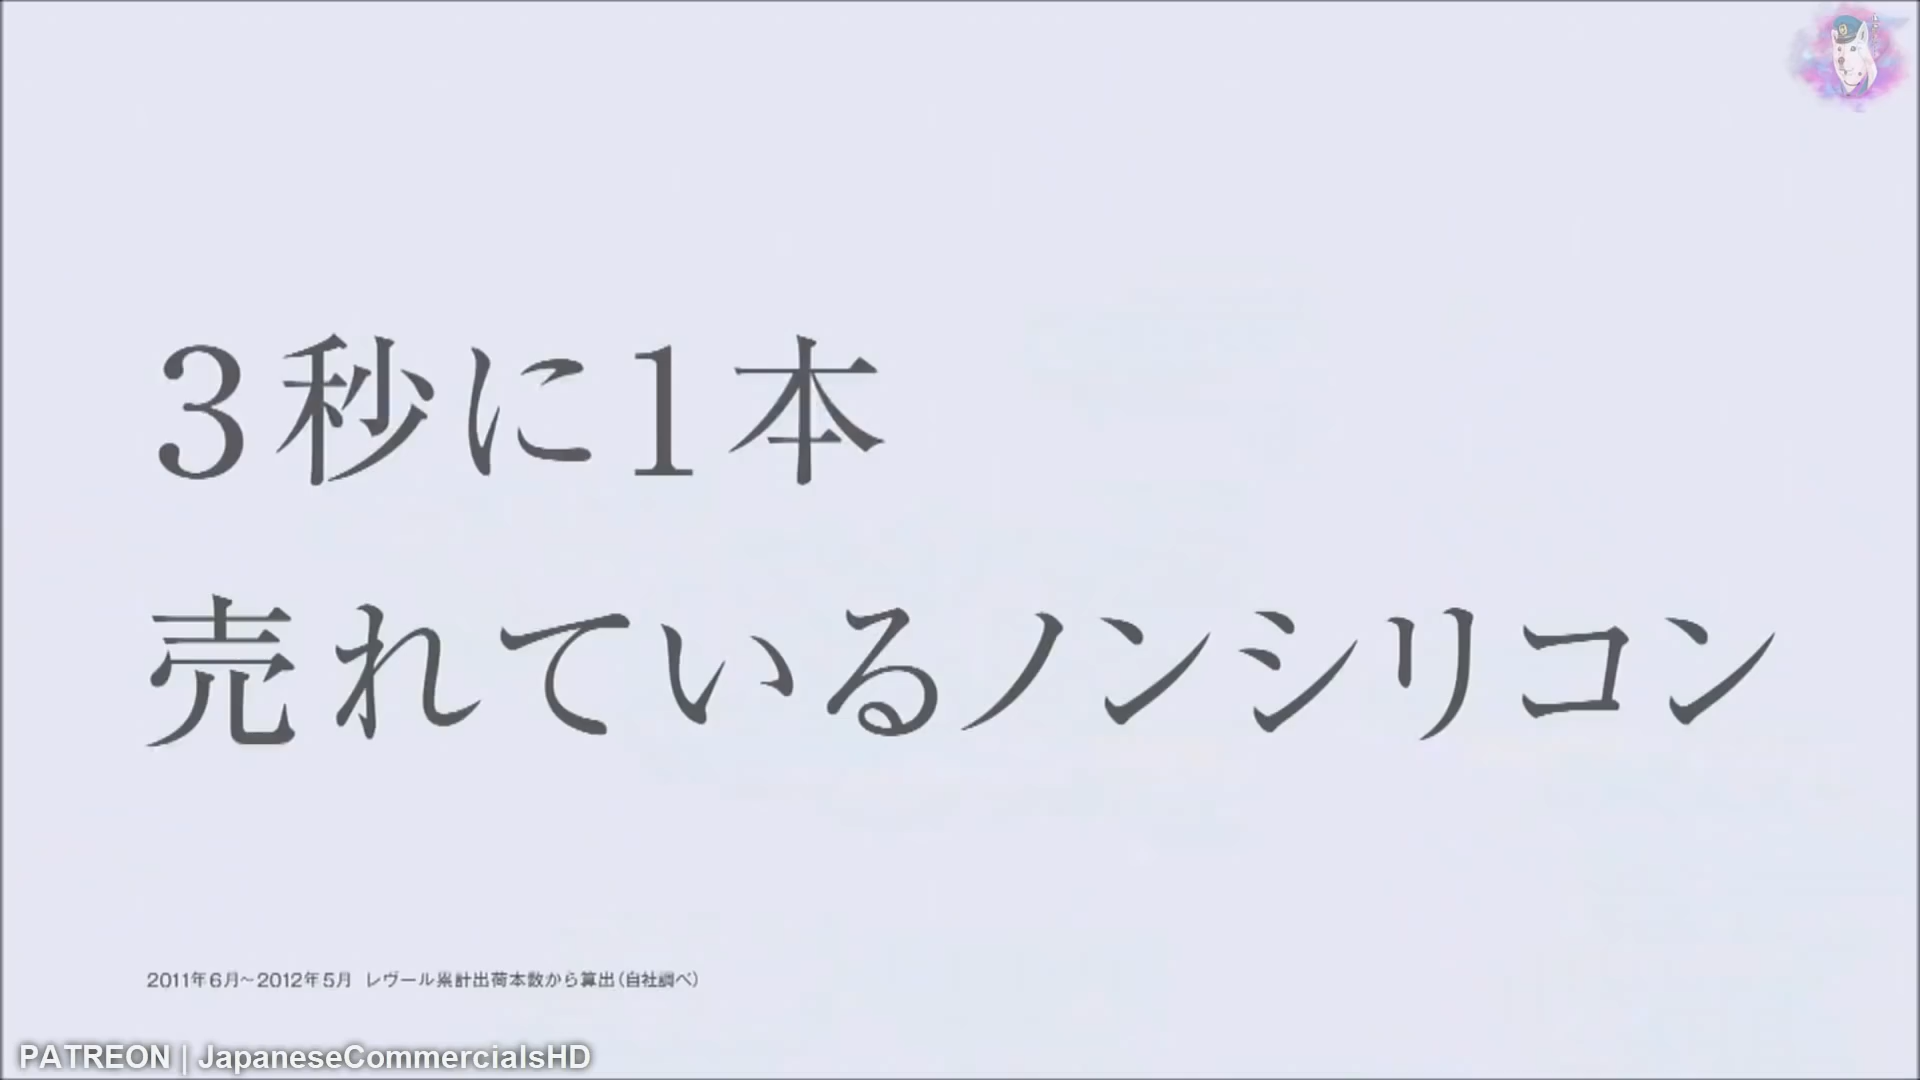 3秒に1本
売れているノンシリコン
2011年6月～2012年5月 レヴール累計出荷本数から算出（自社調べ）
PATREON | JapaneseCommercialsHD